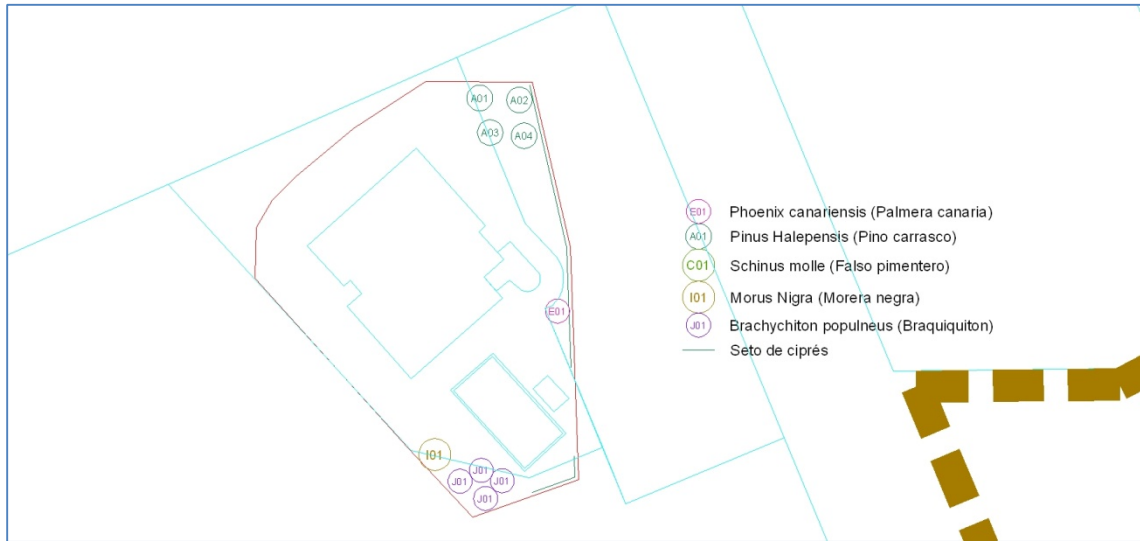 A01
A02
A03
A04
E01
I01
J01
J01
J01
J01
E01 Phoenix canariensis (Palmera canaria)
A01 Pinus Halepensis (Pino carrasco)
C01 Schinus molle (Falso pimentero)
I01 Morus Nigra (Morera negra)
J01 Brachychiton populneus (Braquiquiton)
Seto de ciprés